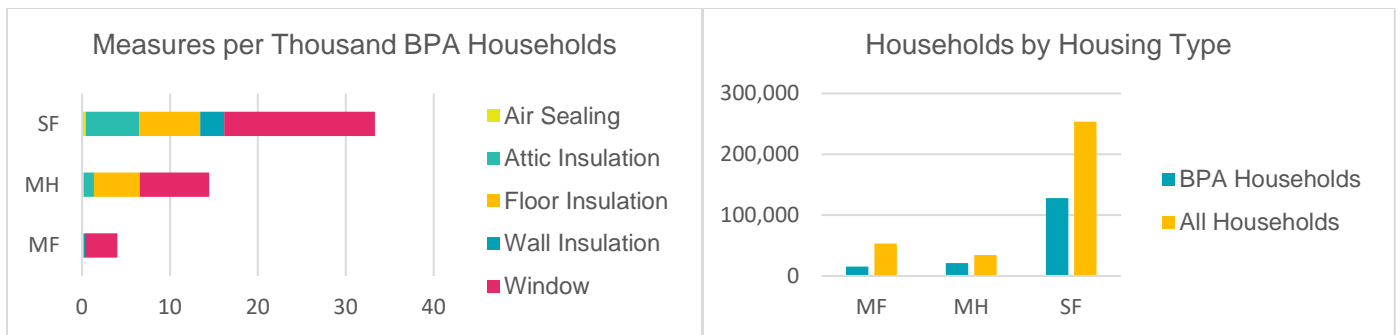 Measures per Thousand BPA Households
SF
MH
MF
0 10 20 30 40
Air Sealing
Attic Insulation
Floor Insulation
Wall Insulation
Window
Households by Housing Type
300,000
200,000
100,000
0
MF MH SF
BPA Households
All Households